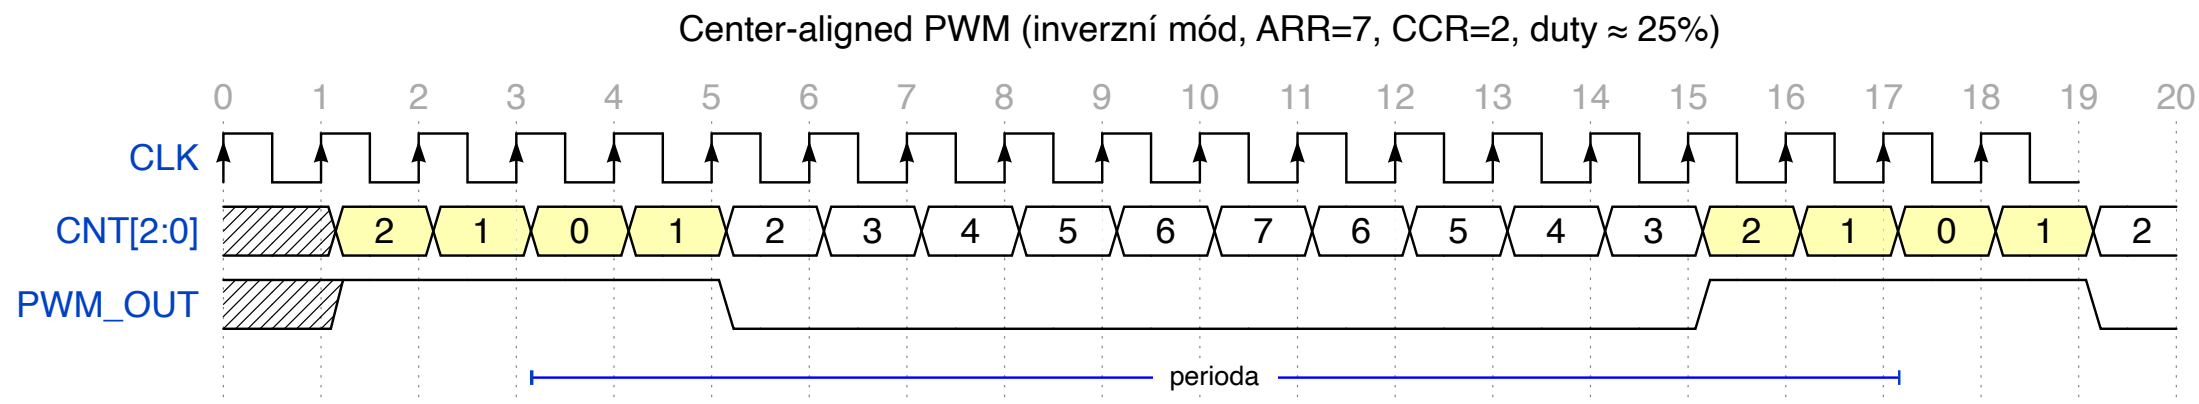 Center-aligned PWM (inverzní mód, ARR=7, CCR=2, duty ≈ 25%)
0 1 2 3 4 5 6 7 8 9 10 11 12 13 14 15 16 17 18 19 20
CLK
CNT[2:0] 2 1 0 1 2 3 4 5 6 7 6 5 4 3 2 1 0 1 2
PWM_OUT
perioda